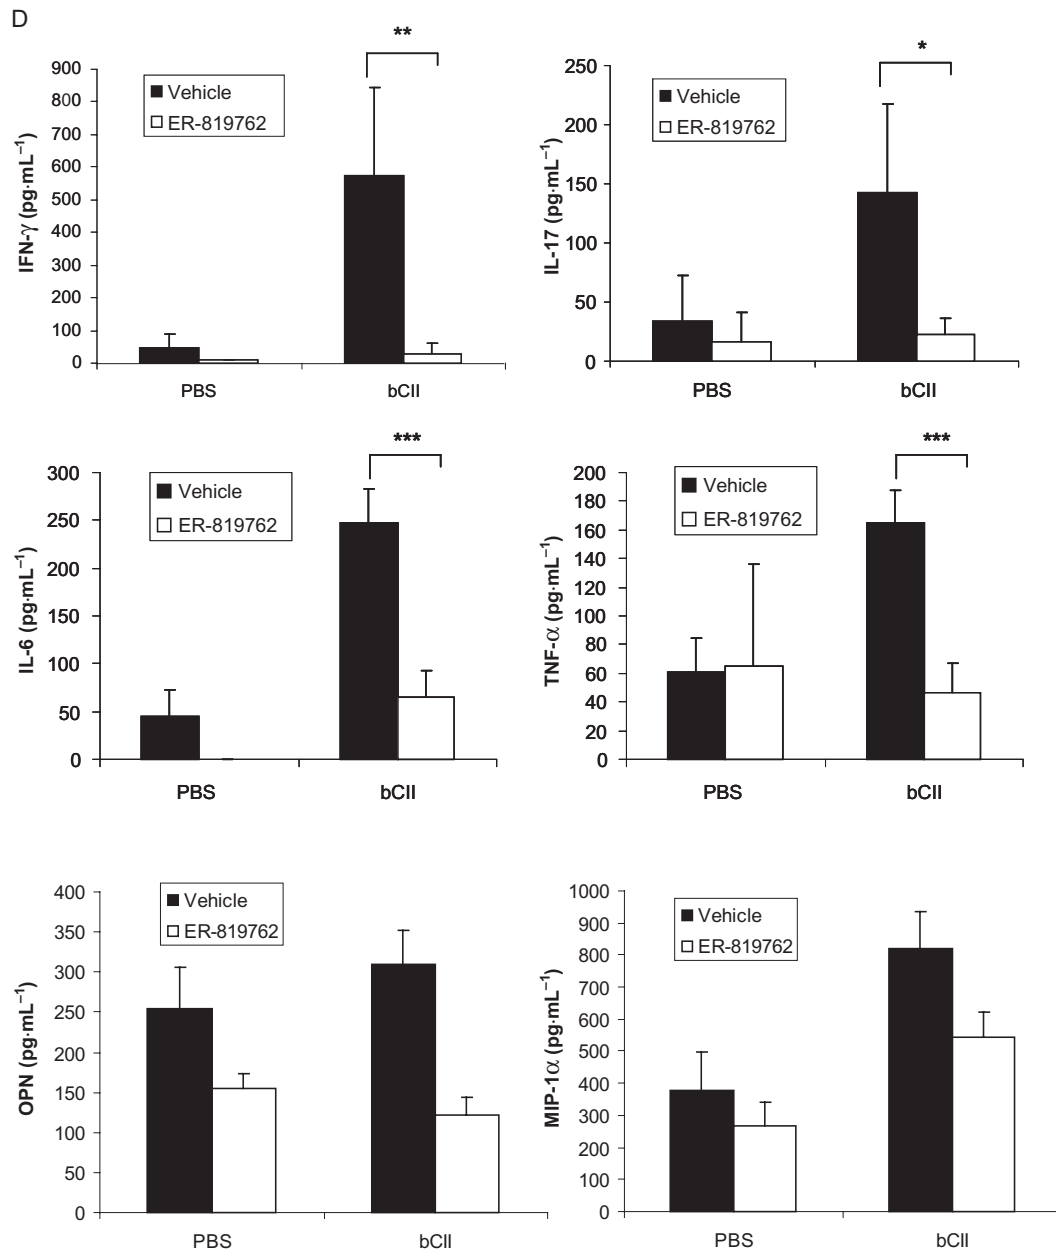 D
**
900
800
700
600
500
400
300
200
100
0
IFN-γ (pg·mL⁻¹)
Vehicle
ER-819762
PBS
bCII
*
250
200
150
100
50
0
IL-17 (pg·mL⁻¹)
Vehicle
ER-819762
PBS
bCII
***
300
250
200
150
100
50
0
IL-6 (pg·mL⁻¹)
Vehicle
ER-819762
PBS
bCII
***
200
180
160
140
120
100
80
60
40
20
0
TNF-α (pg·mL⁻¹)
Vehicle
ER-819762
PBS
bCII
400
350
300
250
200
150
100
50
0
OPN (pg·mL⁻¹)
Vehicle
ER-819762
PBS
bCII
1000
900
800
700
600
500
400
300
200
100
0
MIP-1α (pg·mL⁻¹)
Vehicle
ER-819762
PBS
bCII